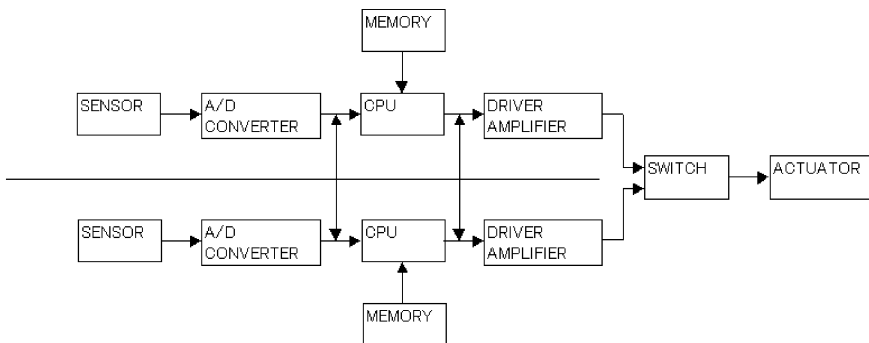 MEMORY
SENSOR
A/D
CONVERTER
CPU
DRIVER
AMPLIFIER
SWITCH
ACTUATOR
SENSOR
A/D
CONVERTER
CPU
DRIVER
AMPLIFIER
MEMORY